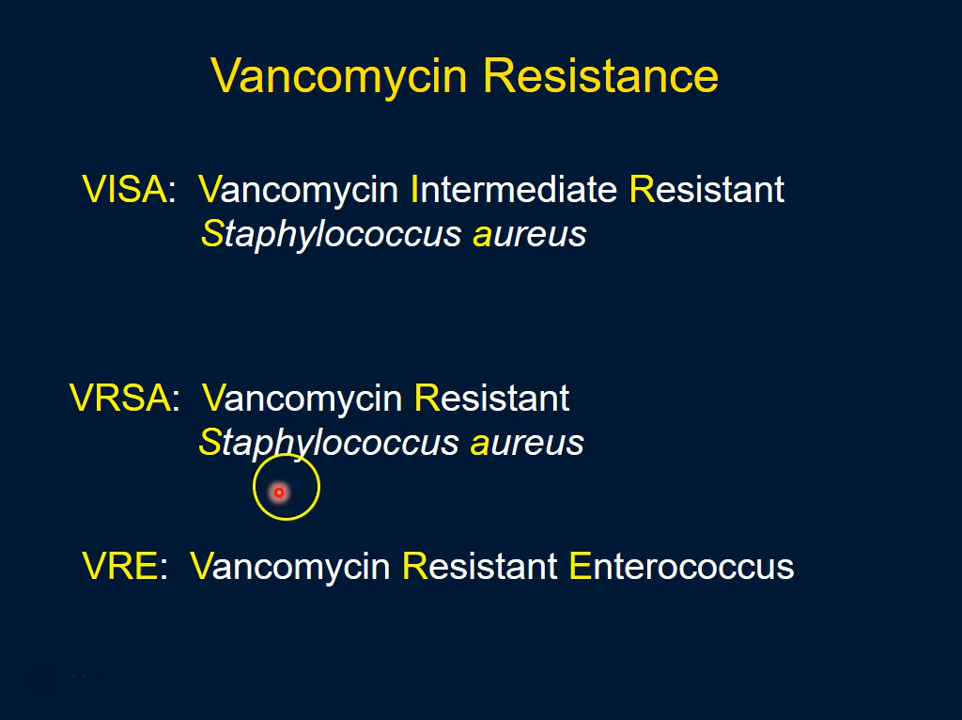 Vancomycin Resistance
VISA: Vancomycin Intermediate Resistant
Staphylococcus aureus
VRSA: Vancomycin Resistant
Staphylococcus aureus
VRE: Vancomycin Resistant Enterococcus